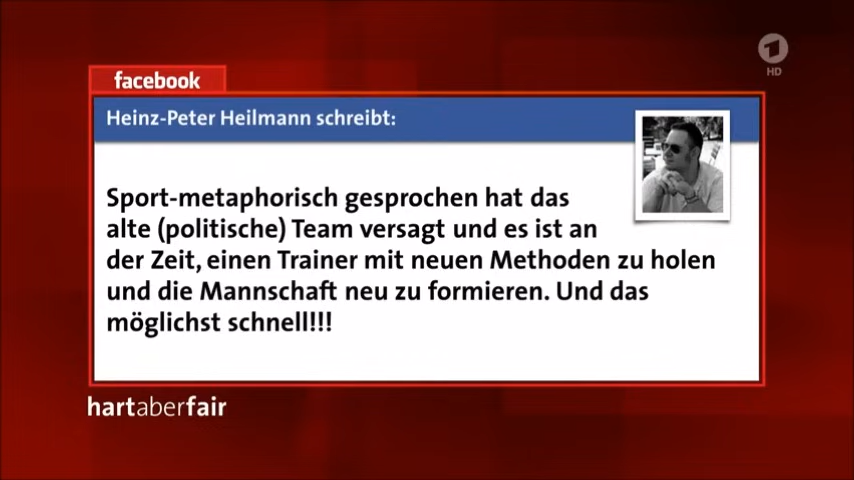 1
HD
facebook
Heinz-Peter Heilmann schreibt:
Sport-metaphorisch gesprochen hat das
alte (politische) Team versagt und es ist an
der Zeit, einen Trainer mit neuen Methoden zu holen
und die Mannschaft neu zu formieren. Und das
möglichst schnell!!!
hartaberfair